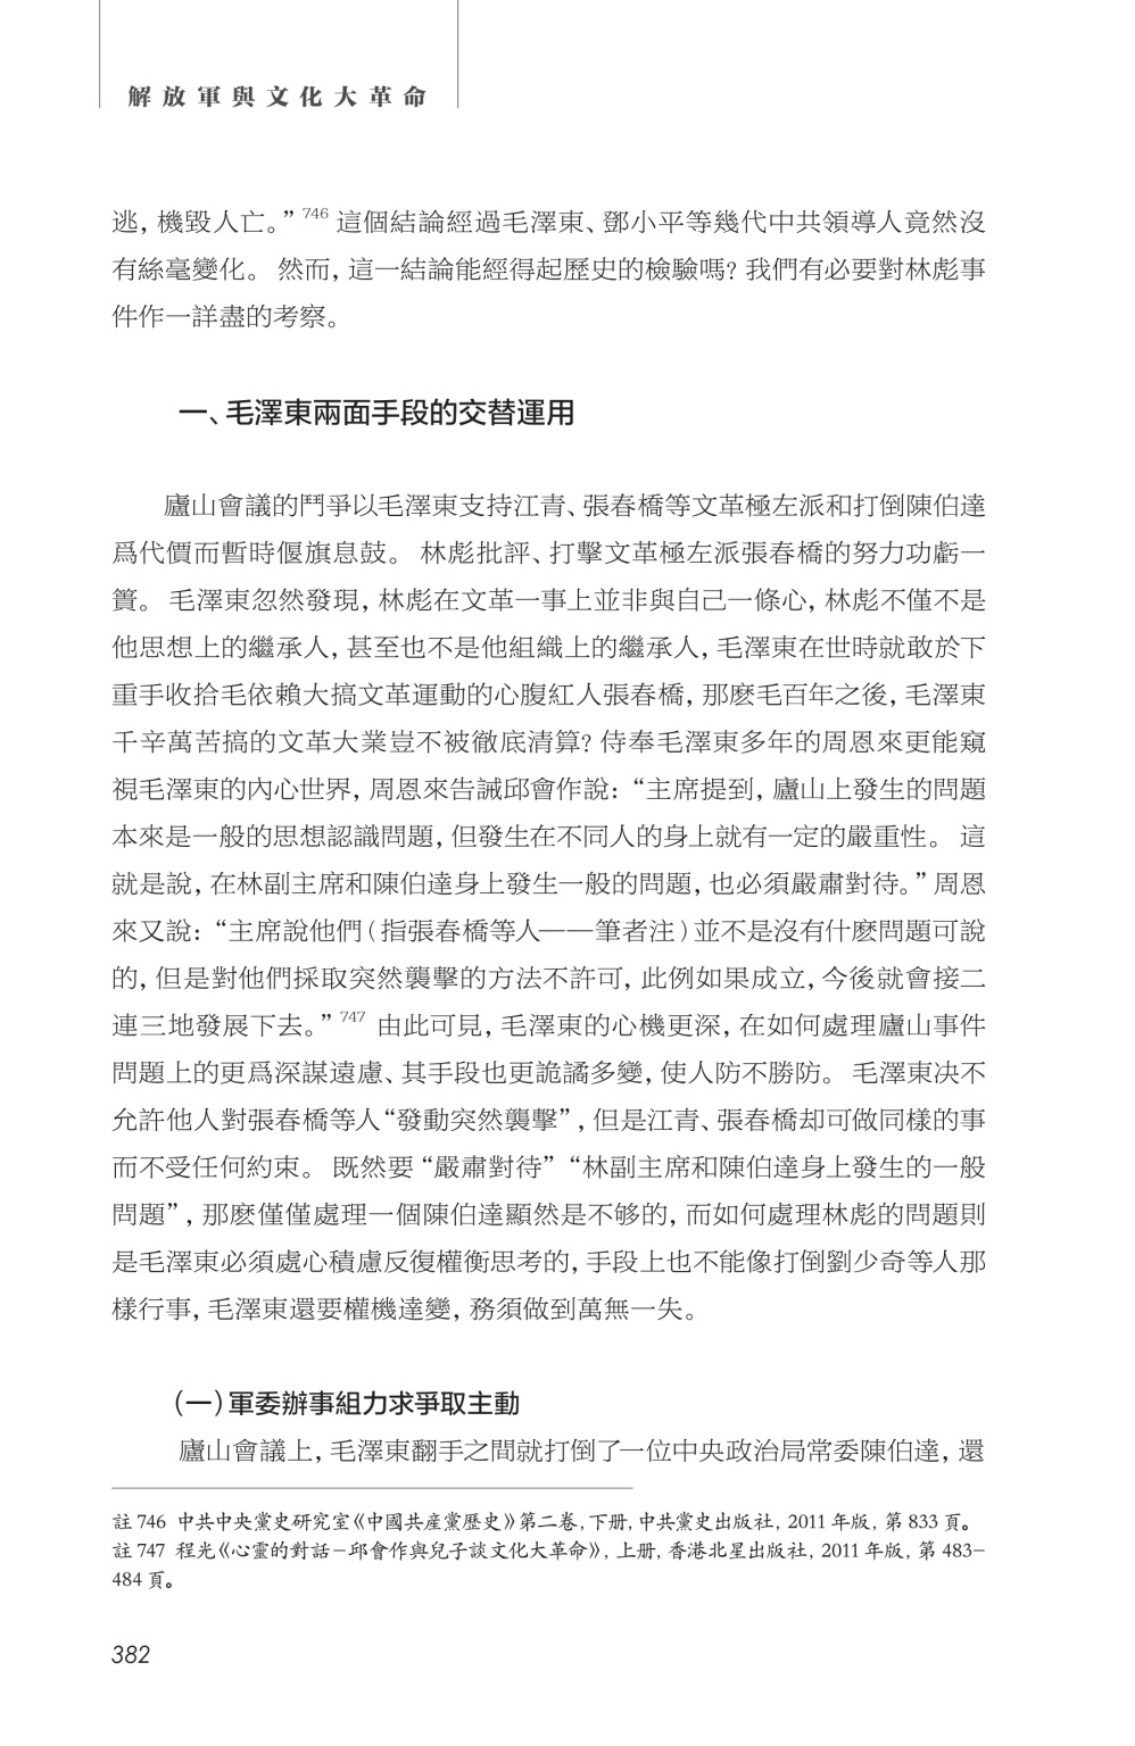 解放軍與文化大革命
逃，機毀人亡。”746 這個結論經過毛澤東、鄧小平等幾代中共領導人竟然沒
有絲毫變化。 然而，這一結論能經得起歷史的檢驗嗎？我們有必要對林彪事
件作一詳盡的考察。
一、毛澤東兩面手段的交替運用
廬山會議的鬥爭以毛澤東支持江青、張春橋等文革極左派和打倒陳伯達
爲代價而暫時偃旗息鼓。 林彪批評、打擊文革極左派張春橋的努力功虧一
簣。 毛澤東忽然發現，林彪在文革一事上並非與自己一條心，林彪不僅不是
他思想上的繼承人，甚至也不是他組織上的繼承人，毛澤東在世時就敢於下
重手收拾毛依賴大搞文革運動的心腹紅人張春橋，那麽毛百年之後，毛澤東
千辛萬苦搞的文革大業豈不被徹底清算？侍奉毛澤東多年的周恩來更能窺
視毛澤東的內心世界，周恩來告誡邱會作說：“主席提到，廬山上發生的問題
本來是一般的思想認識問題，但發生在不同人的身上就有一定的嚴重性。 這
就是說，在林副主席和陳伯達身上發生一般的問題，也必須嚴肅對待。”周恩
來又說：“主席說他們（指張春橋等人——筆者注）並不是沒有什麽問題可說
的，但是對他們採取突然襲擊的方法不許可，此例如果成立，今後就會接二
連三地發展下去。”747 由此可見，毛澤東的心機更深，在如何處理廬山事件
問題上的更爲深謀遠慮、其手段也更詭譎多變，使人防不勝防。 毛澤東决不
允許他人對張春橋等人“發動突然襲擊”，但是江青、張春橋却可做同樣的事
而不受任何約束。 既然要“嚴肅對待”“林副主席和陳伯達身上發生的一般
問題”，那麽僅僅處理一個陳伯達顯然是不够的，而如何處理林彪的問題則
是毛澤東必須處心積慮反復權衡思考的，手段上也不能像打倒劉少奇等人那
樣行事，毛澤東還要權機達變，務須做到萬無一失。
（一）軍委辦事組力求爭取主動
廬山會議上，毛澤東翻手之間就打倒了一位中央政治局常委陳伯達，還
註 746 中共中央黨史研究室《中國共産黨歷史》第二卷，下册，中共黨史出版社，2011 年版，第 833 頁。
註 747 程光《心靈的對話－邱會作與兒子談文化大革命》，上册，香港北星出版社，2011 年版，第 483-
484 頁。
382